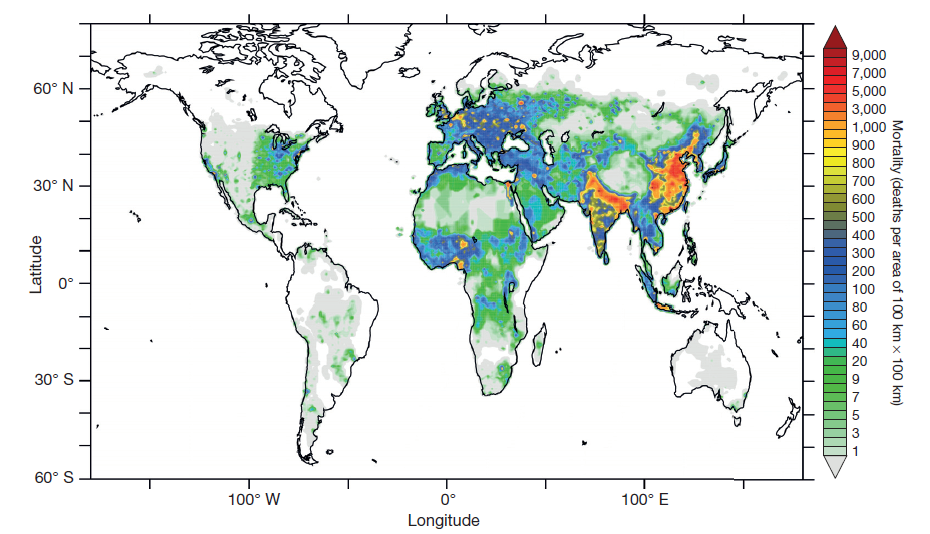 60° N
30° N
0°
30° S
60° S
Latitude
100° W
0°
100° E
Longitude
9,000
7,000
5,000
3,000
1,000
900
800
700
600
500
400
300
200
100
80
60
40
20
9
7
5
3
1
Mortality (deaths per area of 100 km × 100 km)